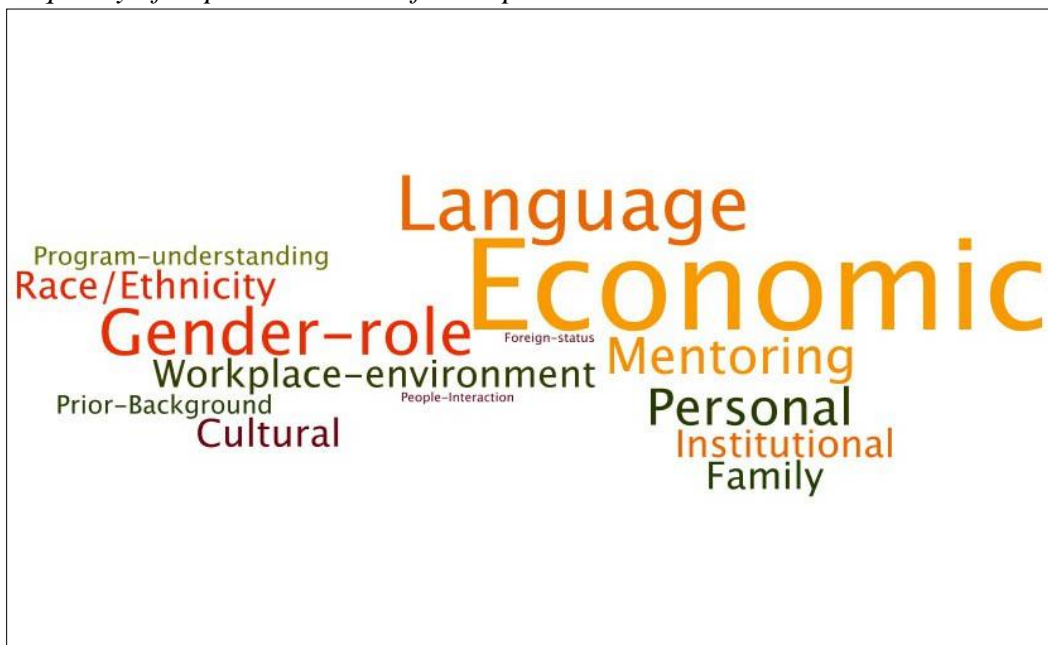 Language
Economic
Program-understanding
Race/Ethnicity
Gender-role
Foreign-status
Mentoring
Workplace-environment
People-Interaction
Prior-Background
Personal
Cultural
Institutional
Family